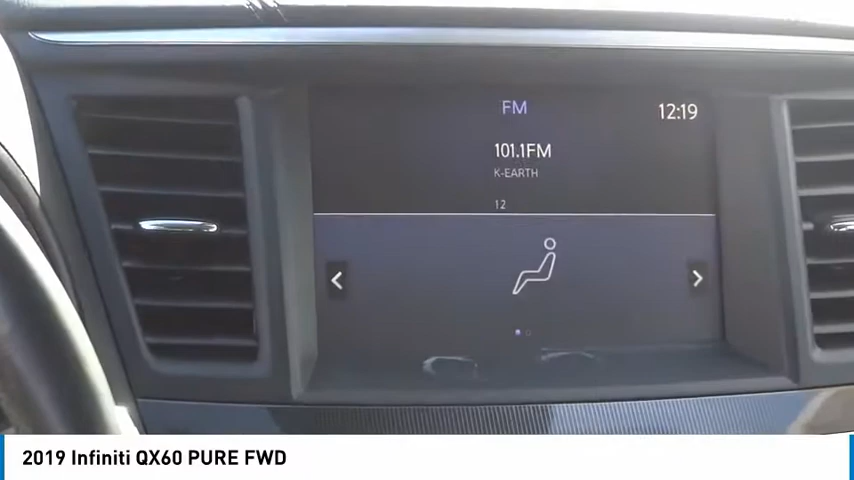 FM
12:19
101.1FM
K-EARTH
12
2019 Infiniti QX60 PURE FWD